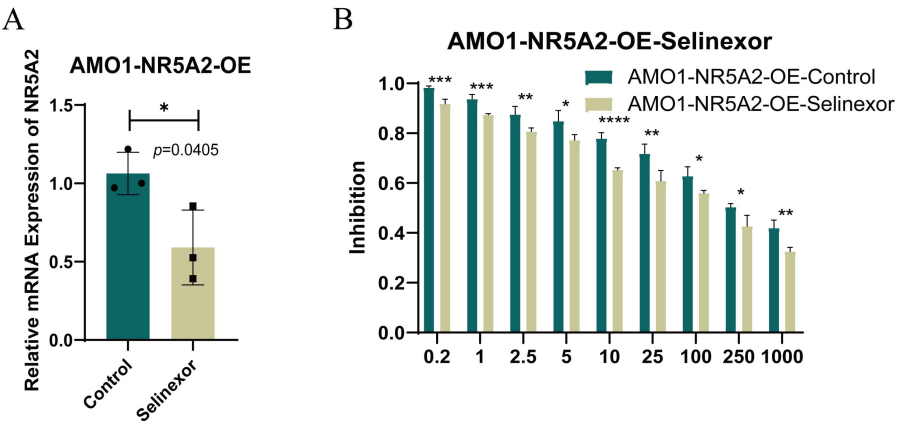 A
AMO1-NR5A2-OE
Relative mRNA Expression of NR5A2
1.5
1.0
0.5
0.0
*
p=0.0405
Control
Selinexor
B
AMO1-NR5A2-OE-Selinexor
AMO1-NR5A2-OE-Control
AMO1-NR5A2-OE-Selinexor
Inhibition
1.0
0.8
0.6
0.4
0.2
0.0
***
***
**
*
****
**
*
*
**
0.2 1 2.5 5 10 25 100 250 1000